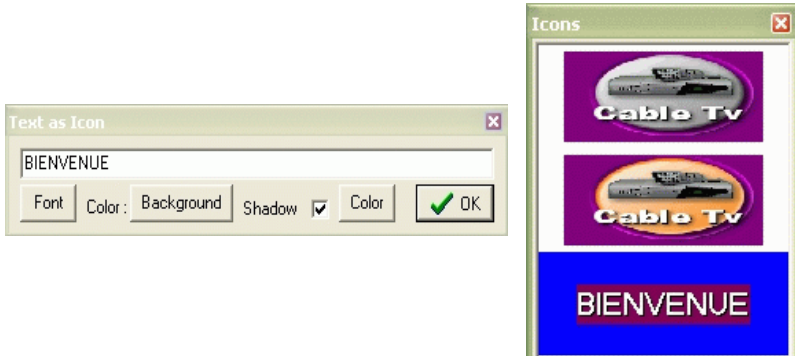 Text as Icon
BIENVENUE
Font Color: Background Shadow Color OK
Icons
Cable Tv
Cable Tv
BIENVENUE